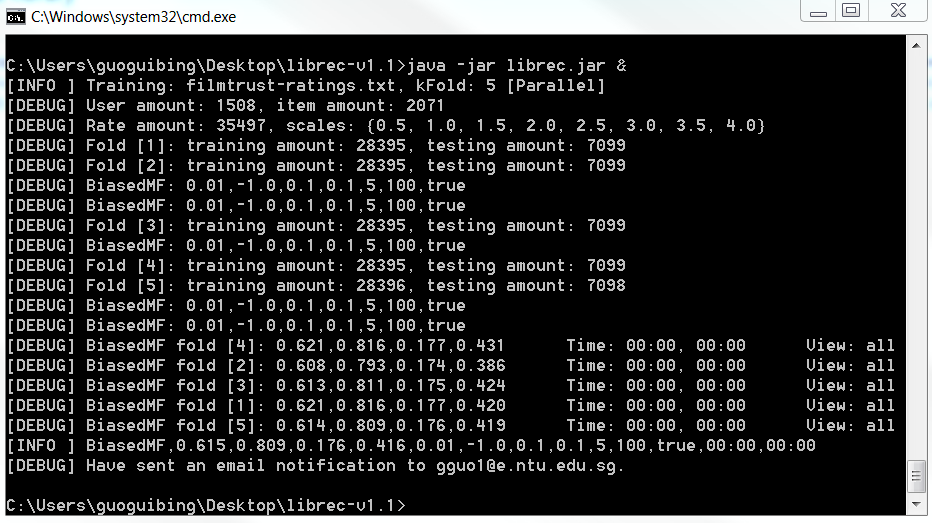 C:\Windows\system32\cmd.exe
C:\Users\guoguibing\Desktop\librec-v1.1>java -jar librec.jar &
[INFO ] Training: filmtrust-ratings.txt, kFold: 5 [Parallel]
[DEBUG] User amount: 1508, item amount: 2071
[DEBUG] Rate amount: 35497, scales: {0.5, 1.0, 1.5, 2.0, 2.5, 3.0, 3.5, 4.0}
[DEBUG] Fold [1]: training amount: 28395, testing amount: 7099
[DEBUG] Fold [2]: training amount: 28395, testing amount: 7099
[DEBUG] BiasedMF: 0.01,-1.0,0.1,0.1,5,100,true
[DEBUG] BiasedMF: 0.01,-1.0,0.1,0.1,5,100,true
[DEBUG] Fold [3]: training amount: 28395, testing amount: 7099
[DEBUG] BiasedMF: 0.01,-1.0,0.1,0.1,5,100,true
[DEBUG] Fold [4]: training amount: 28395, testing amount: 7099
[DEBUG] Fold [5]: training amount: 28396, testing amount: 7098
[DEBUG] BiasedMF: 0.01,-1.0,0.1,0.1,5,100,true
[DEBUG] BiasedMF: 0.01,-1.0,0.1,0.1,5,100,true
[DEBUG] BiasedMF fold [4]: 0.621,0.816,0.177,0.431 Time: 00:00, 00:00 View: all
[DEBUG] BiasedMF fold [2]: 0.608,0.793,0.174,0.386 Time: 00:00, 00:00 View: all
[DEBUG] BiasedMF fold [3]: 0.613,0.811,0.175,0.424 Time: 00:00, 00:00 View: all
[DEBUG] BiasedMF fold [1]: 0.621,0.816,0.177,0.420 Time: 00:00, 00:00 View: all
[DEBUG] BiasedMF fold [5]: 0.614,0.809,0.176,0.419 Time: 00:00, 00:00 View: all
[INFO ] BiasedMF,0.615,0.809,0.176,0.416,0.01,-1.0,0.1,0.1,5,100,true,00:00,00:00
[DEBUG] Have sent an email notification to gguo1@e.ntu.edu.sg.
C:\Users\guoguibing\Desktop\librec-v1.1>